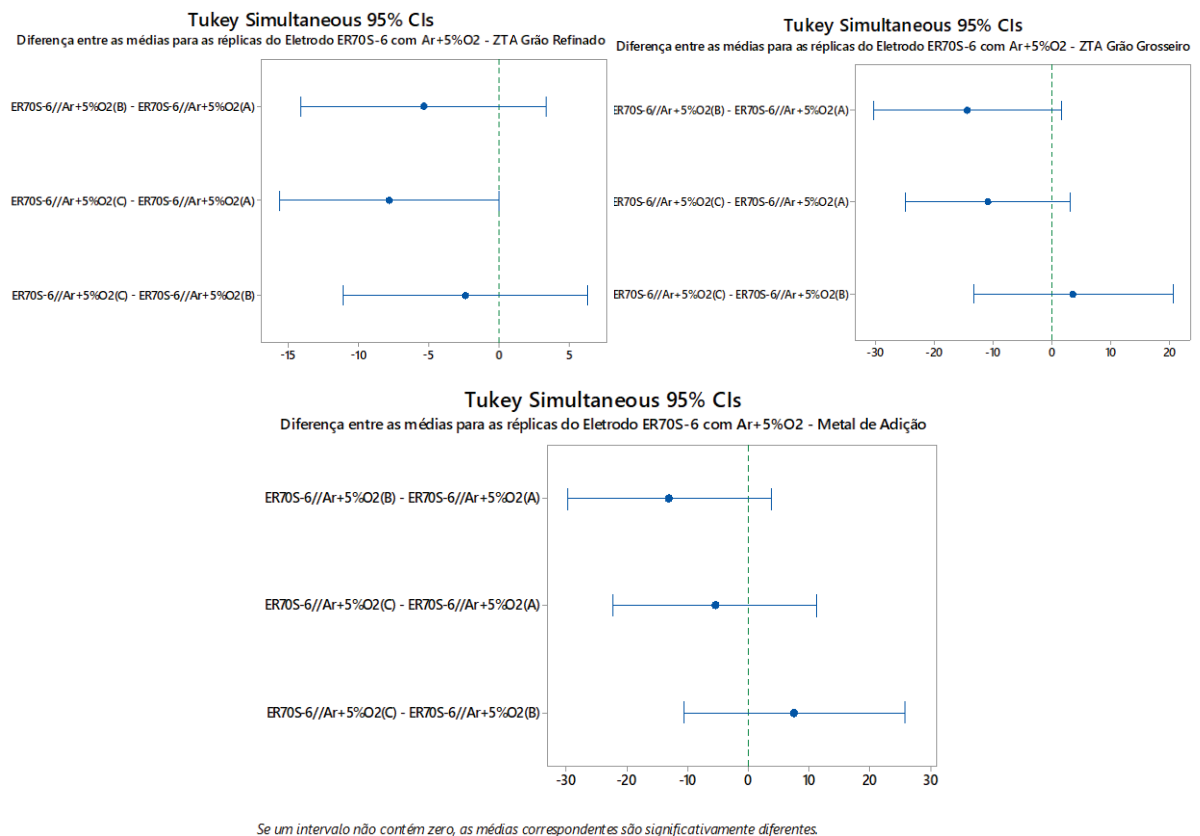 Tukey Simultaneous 95% CIs
Diferença entre as médias para as réplicas do Eletrodo ER70S-6 com Ar+5%O2 - ZTA Grão Refinado
ER70S-6//Ar+5%O2(B) - ER70S-6//Ar+5%O2(A)
ER70S-6//Ar+5%O2(C) - ER70S-6//Ar+5%O2(A)
ER70S-6//Ar+5%O2(C) - ER70S-6//Ar+5%O2(B)
-15 -10 -5 0 5
Tukey Simultaneous 95% CIs
Diferença entre as médias para as réplicas do Eletrodo ER70S-6 com Ar+5%O2 - ZTA Grão Grosseiro
ER70S-6//Ar+5%O2(B) - ER70S-6//Ar+5%O2(A)
ER70S-6//Ar+5%O2(C) - ER70S-6//Ar+5%O2(A)
ER70S-6//Ar+5%O2(C) - ER70S-6//Ar+5%O2(B)
-30 -20 -10 0 10 20
Tukey Simultaneous 95% CIs
Diferença entre as médias para as réplicas do Eletrodo ER70S-6 com Ar+5%O2 - Metal de Adição
ER70S-6//Ar+5%O2(B) - ER70S-6//Ar+5%O2(A)
ER70S-6//Ar+5%O2(C) - ER70S-6//Ar+5%O2(A)
ER70S-6//Ar+5%O2(C) - ER70S-6//Ar+5%O2(B)
-30 -20 -10 0 10 20 30
Se um intervalo não contém zero, as médias correspondentes são significativamente diferentes.